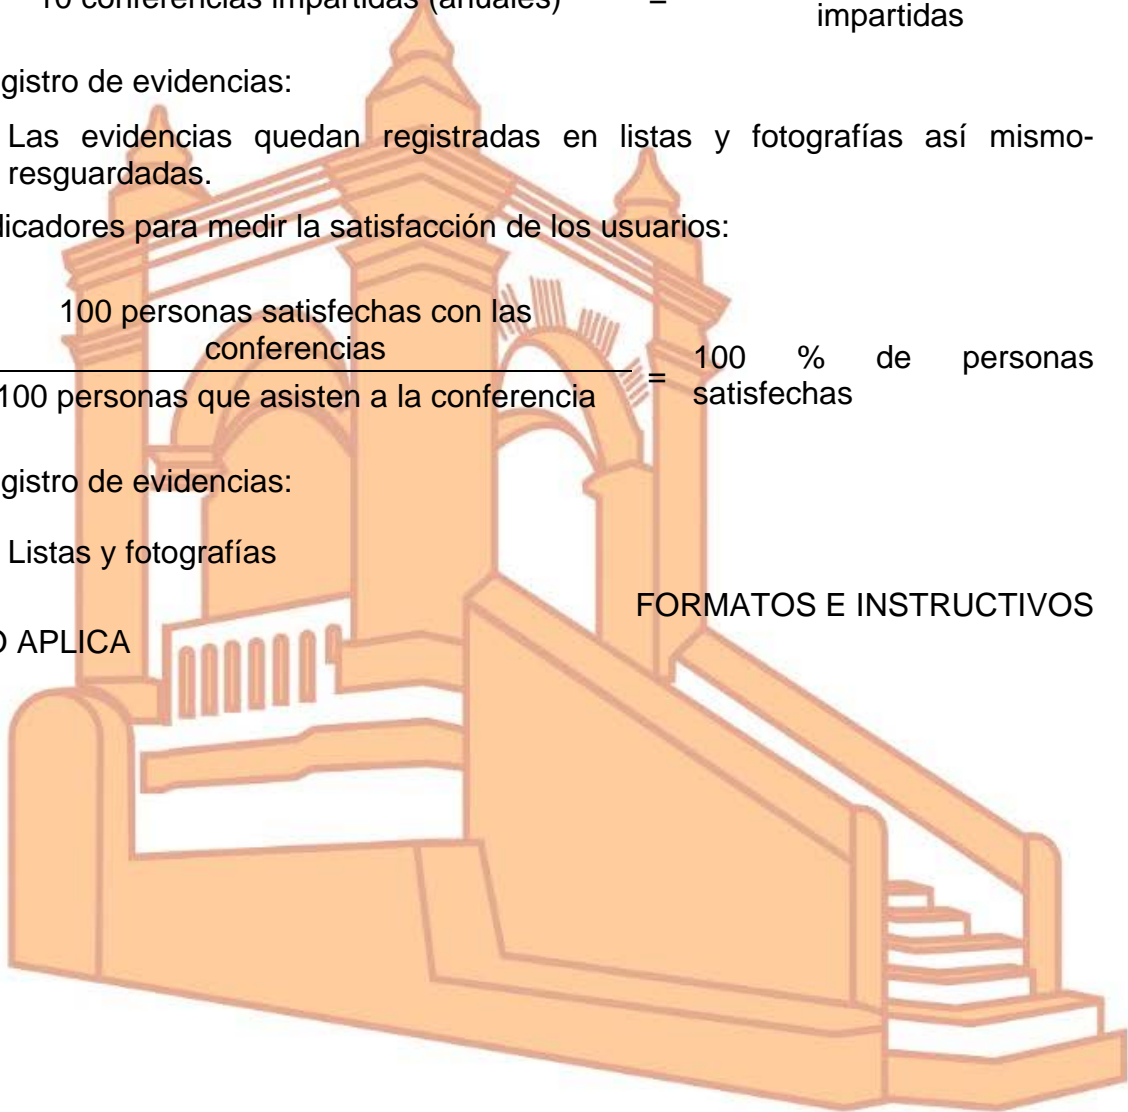 10 conferencias impartidas (anuales) =
impartidas
gistro de evidencias:
Las evidencias quedan registradas en listas y fotografías así mismo-
resguardadas.
licadores para medir la satisfacción de los usuarios:
100 personas satisfechas con las
conferencias
100 personas que asisten a la conferencia
= 100 % de personas
satisfechas
gistro de evidencias:
Listas y fotografías
FORMATOS E INSTRUCTIVOS
O APLICA